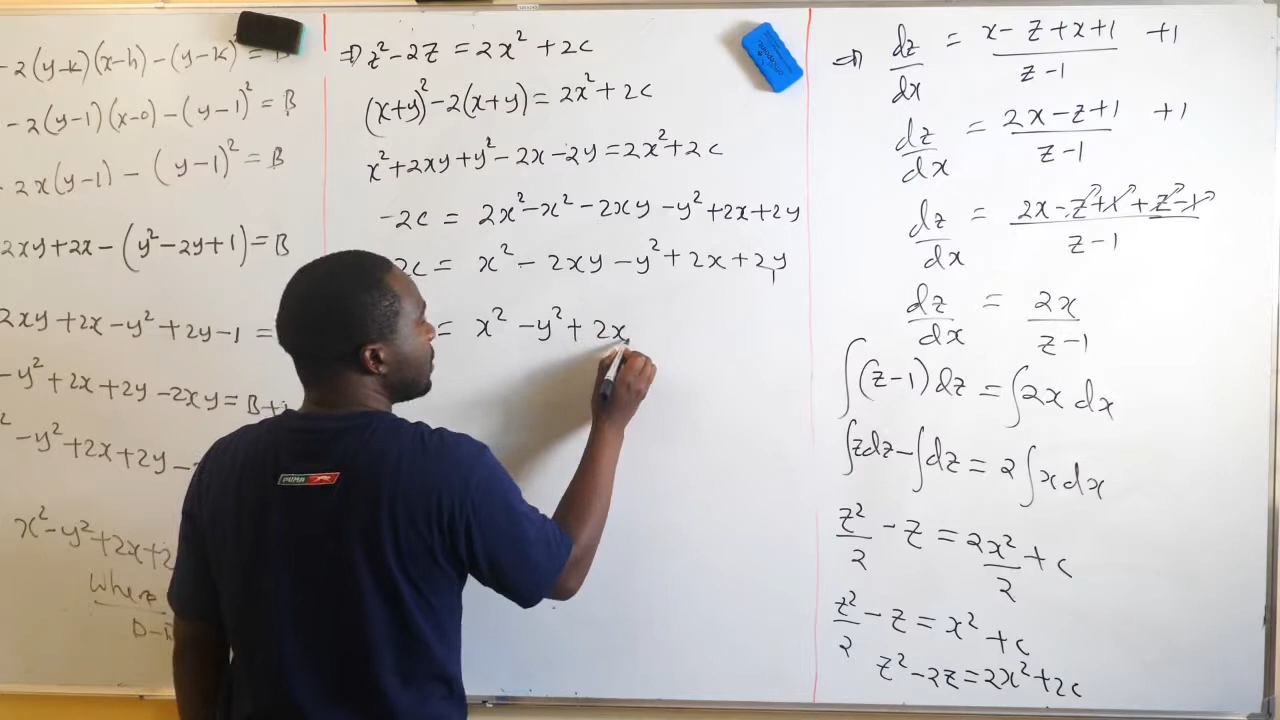 -2(y-k)(x-h)-(y-k)² = B
-2(y-1)(x-0)-(y-1)² = B
2x(y-1) - (y-1)² = B
2xy+2x-(y²-2y+1)=B
2xy+2x-y²+2y-1 =
-y²+2x+2y-2xy=B+
-y²+2x+2y-
x²-y²+2x+2
where
D-
⇒ z²-2z = 2x²+2c
(x+y)²-2(x+y)=2x²+2c
x²+2xy+y²-2x-2y=2x²+2c
-2c = 2x²-x²-2xy-y²+2x+2y
2c = x²-2xy-y²+2x+2y
= x²-y²+2x
PUMA
⇒ dz/dx = (x-z+x+1)/(z-1) +1
dz/dx = (2x-z+1)/(z-1) +1
dz/dx = (2x-z+1+z-1)/(z-1)
dz/dx = 2x/(z-1)
∫(z-1)dz = ∫2x dx
∫zdz-∫dz = 2∫xdx
z²/2 - z = 2x²/2 + c
z²/2 - z = x² + c
z²-2z=2x²+2c